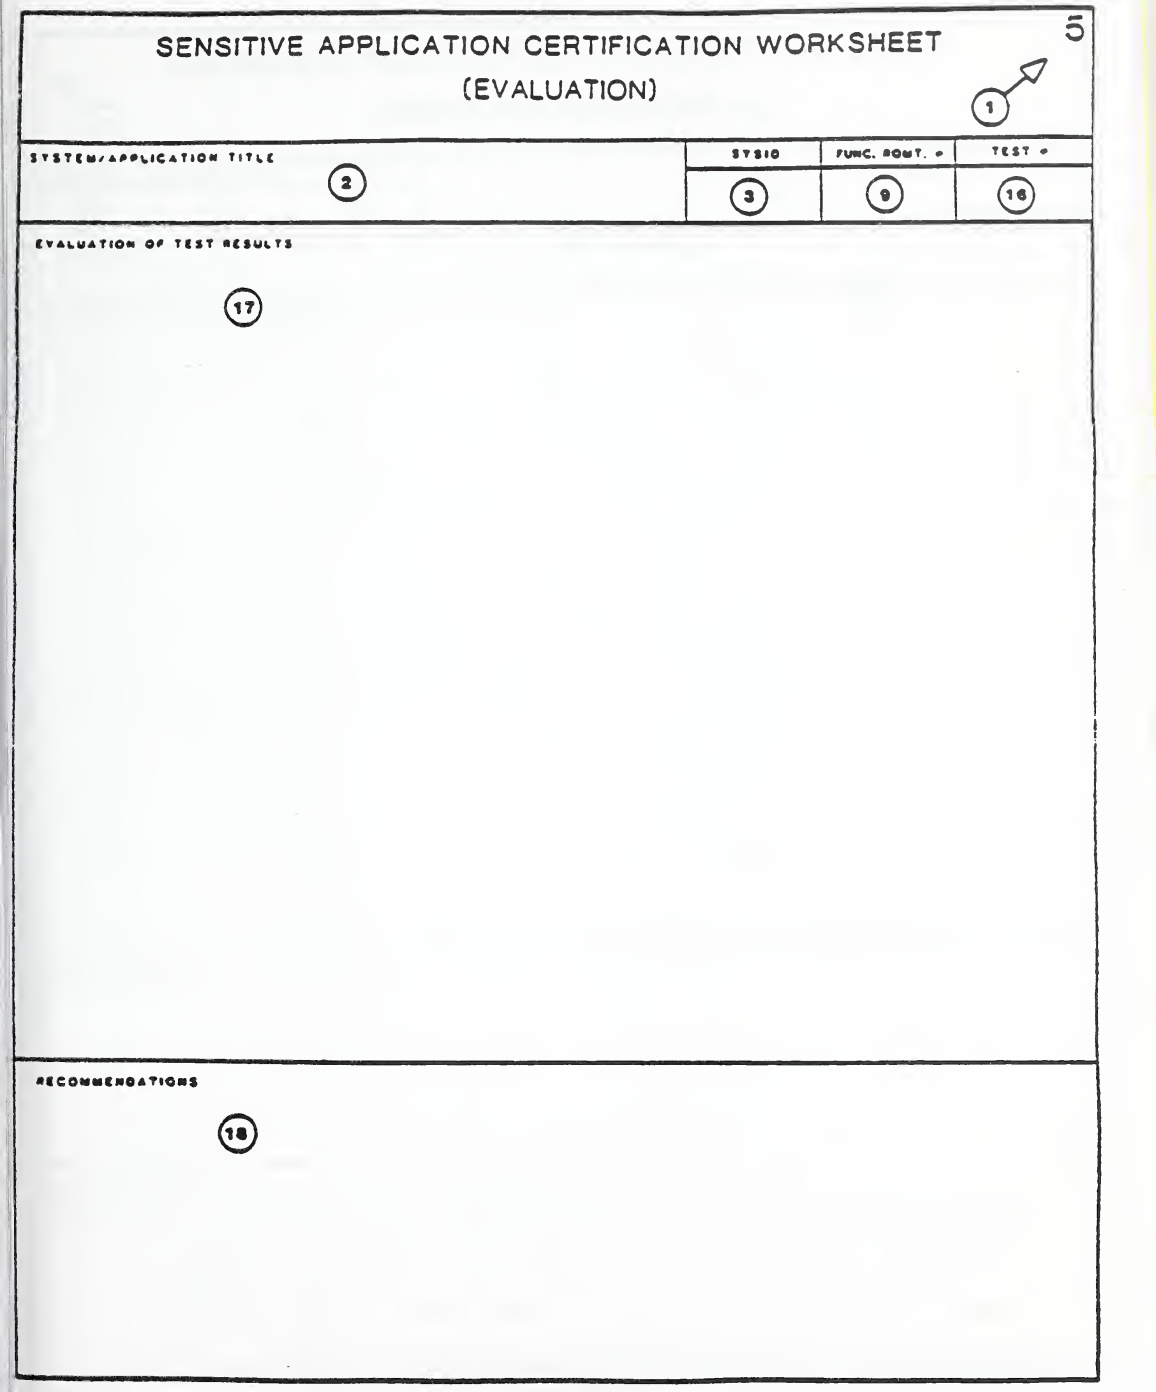 5
SENSITIVE APPLICATION CERTIFICATION WORKSHEET
(EVALUATION)
1
SYSTEM/APPLICATION TITLE
2
SYSID
3
FUNC. RQMT. #
9
TEST #
16
EVALUATION OF TEST RESULTS
17
RECOMMENDATIONS
18